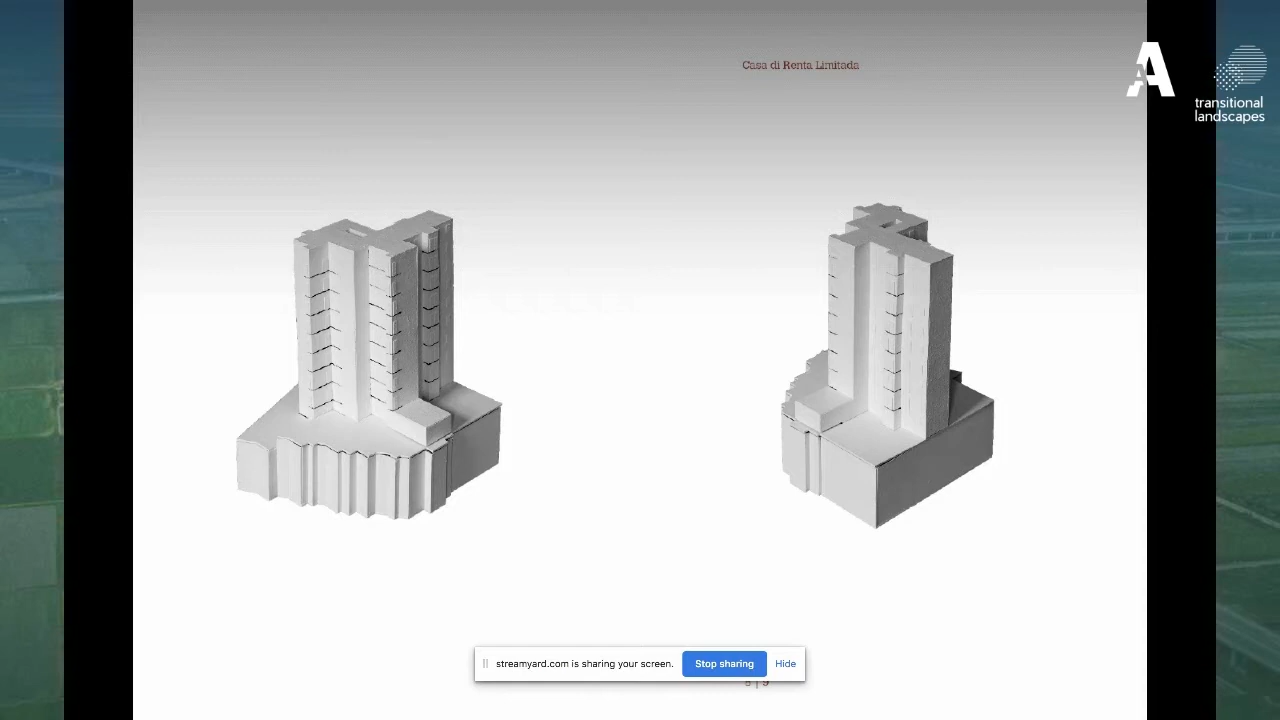 Casa di Renta Limitada
A
transitional
landscapes
streamyard.com is sharing your screen.
Stop sharing
Hide